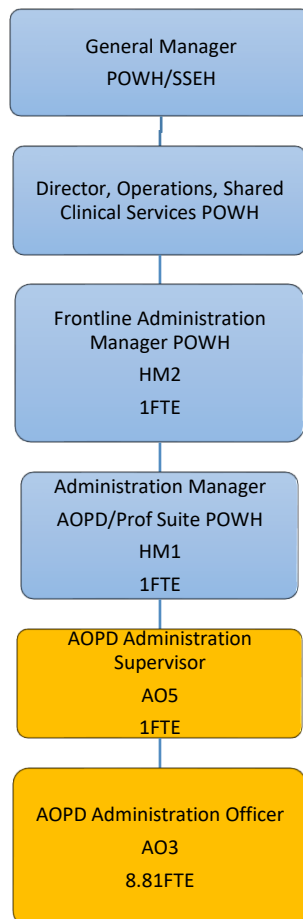 General Manager
POWH/SSEH
Director, Operations, Shared
Clinical Services POWH
Frontline Administration
Manager POWH
HM2
1FTE
Administration Manager
AOPD/Prof Suite POWH
HM1
1FTE
AOPD Administration
Supervisor
AO5
1FTE
AOPD Administration Officer
AO3
8.81FTE